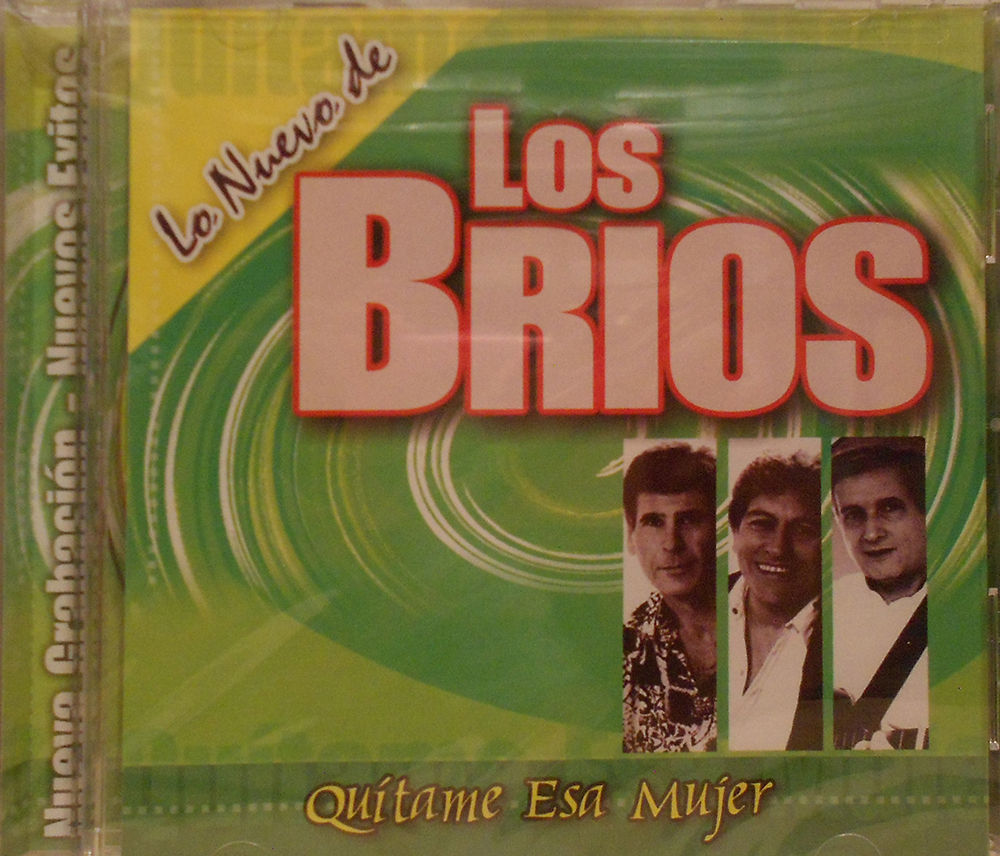 Nueva Grabación - Nuevos Exitos
Lo Nuevo de
LOS
BRIOS
Quítame Esa Mujer